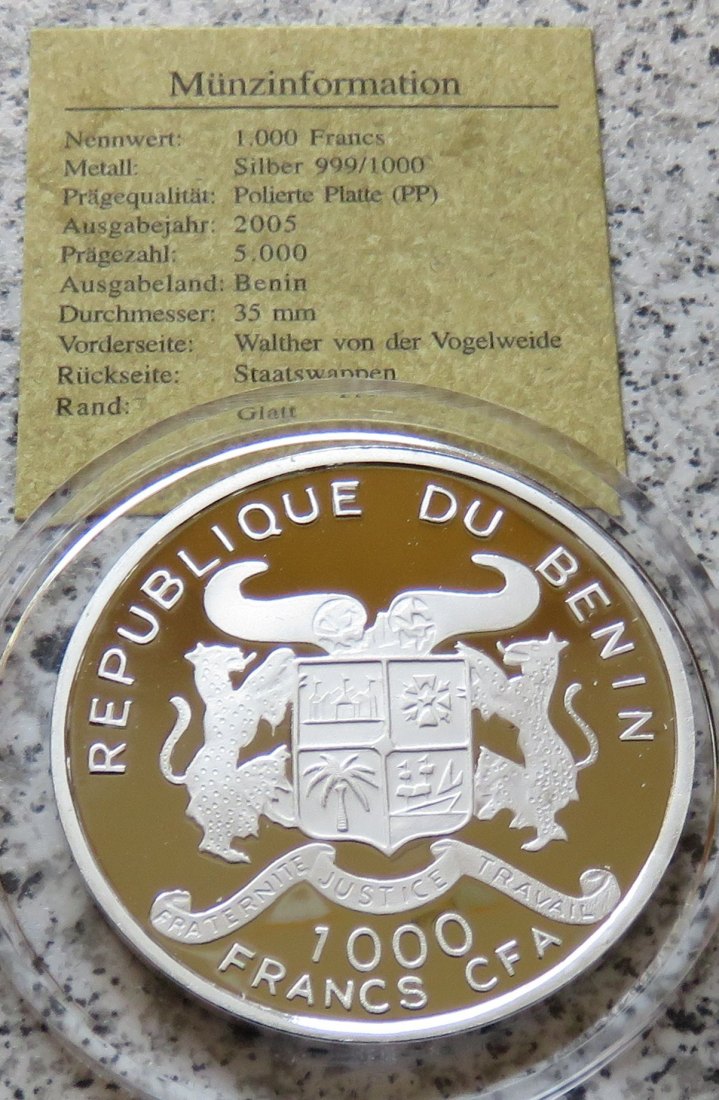 Münzinformation
Nennwert: 1.000 Francs
Metall: Silber 999/1000
Prägequalität: Polierte Platte (PP)
Ausgabejahr: 2005
Prägezahl: 5.000
Ausgabeland: Benin
Durchmesser: 35 mm
Vorderseite: Walther von der Vogelweide
Rückseite: Staatswappen
Rand: Glatt
REPUBLIQUE DU BENIN
FRATERNITE JUSTICE TRAVAIL
1000
FRANCS CFA